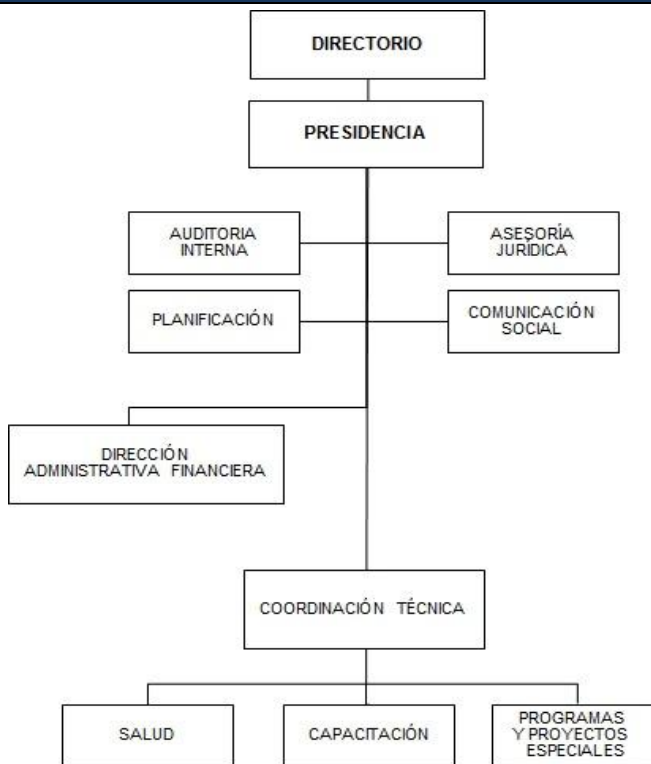 DIRECTORIO
PRESIDENCIA
AUDITORIA
INTERNA
ASESORÍA
JURÍDICA
PLANIFICACIÓN
COMUNICACIÓN
SOCIAL
DIRECCIÓN
ADMINISTRATIVA FINANCIERA
COORDINACIÓN TÉCNICA
SALUD
CAPACITACIÓN
PROGRAMAS
Y PROYECTOS
ESPECIALES